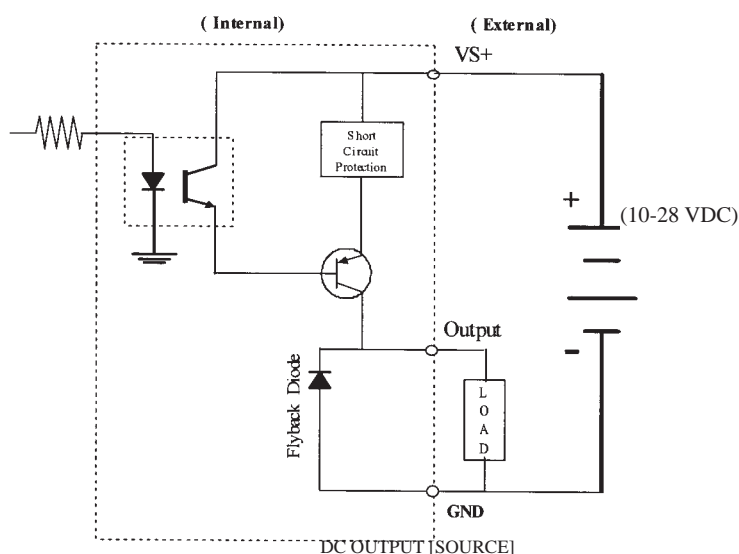 ( Internal)
( External)
VS+
Short
Circuit
Protection
+
(10-28 VDC)
Output
-
Flyback Diode
L
O
A
D
GND
DC OUTPUT [SOURCE]